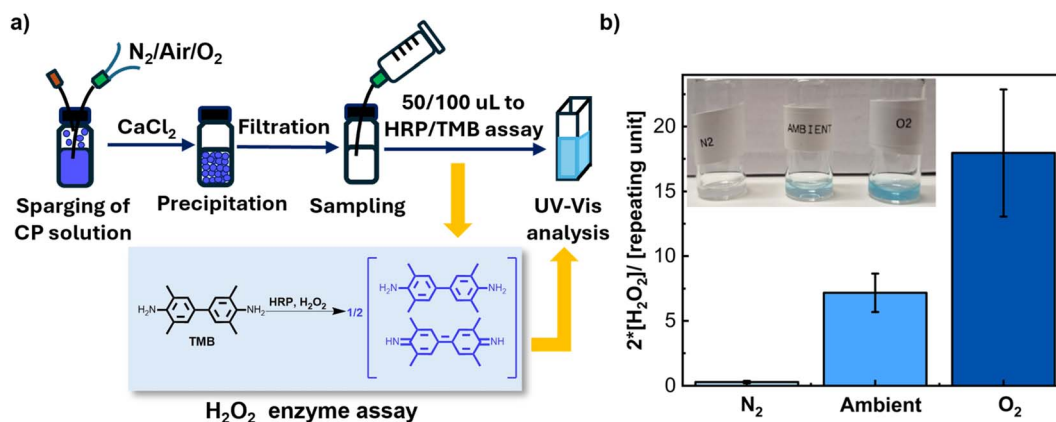 a)
N₂/Air/O₂
CaCl₂
Filtration
50/100 uL to
HRP/TMB assay
Sparging of
CP solution
Precipitation
Sampling
UV-Vis
analysis
H₂N
NH₂
TMB
HRP, H₂O₂
1/2
H₂N
NH₂
HN
NH
H₂O₂ enzyme assay
b)
2*[H₂O₂]/ [repeating unit]
20
15
10
5
0
N2
AMBIENT
O2
N₂
Ambient
O₂